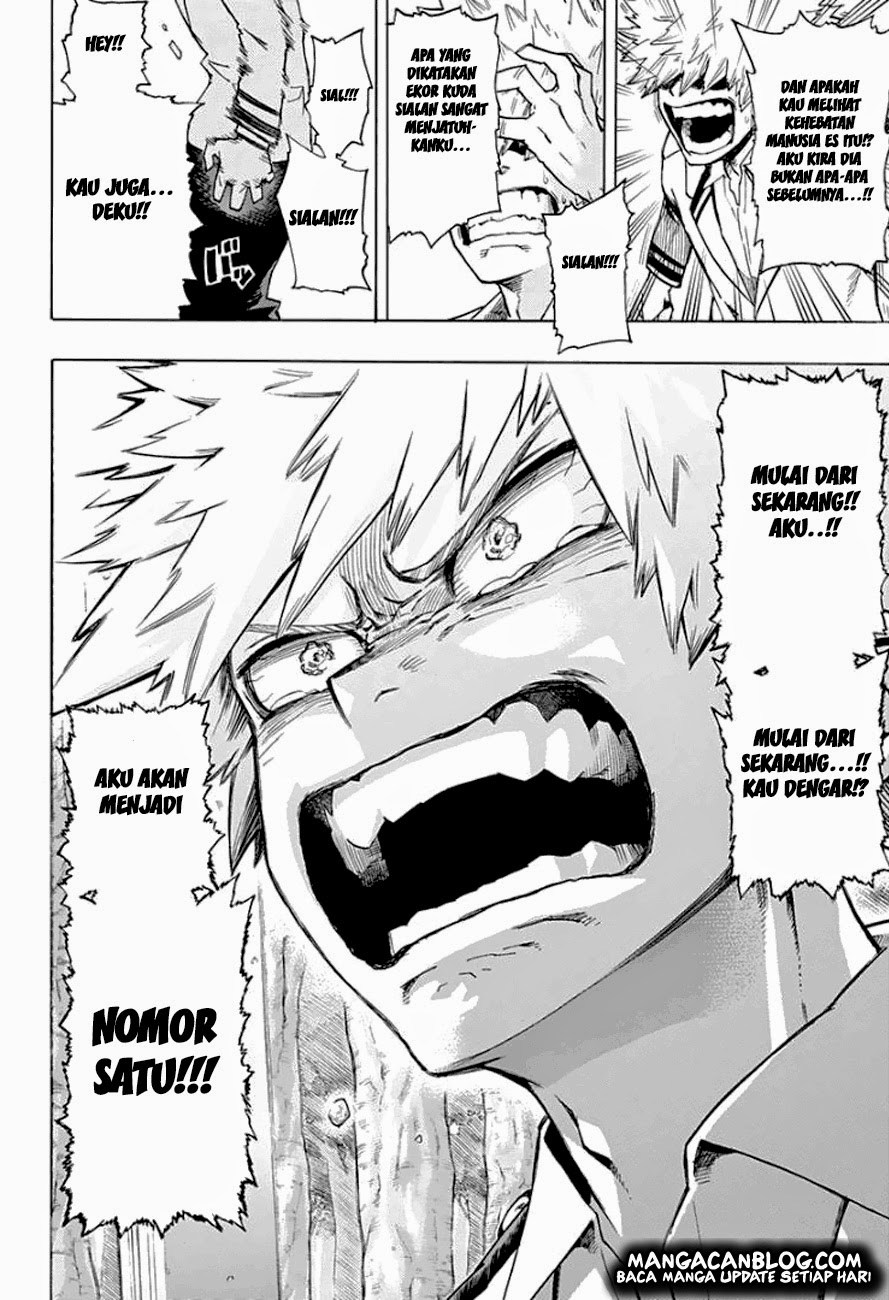 DAN APAKAH
KAU MELIHAT
KEHEBATAN
MANUSIA ES ITU!?
AKU KIRA DIA
BUKAN APA-APA
SEBELUMNYA...!!
SIALAN!!!
APA YANG
DIKATAKAN
EKOR KUDA
SIALAN SANGAT
MENJATUH-
KANKU...
SIAL!!!
SIALAN!!!
HEY!!
KAU JUGA...
DEKU!!
MULAI DARI
SEKARANG!!
AKU..!!
MULAI DARI
SEKARANG...!!
KAU DENGAR!?
AKU AKAN
MENJADI
NOMOR
SATU!!!
MANGACANBLOG.COM
BACA MANGA UPDATE SETIAP HARI